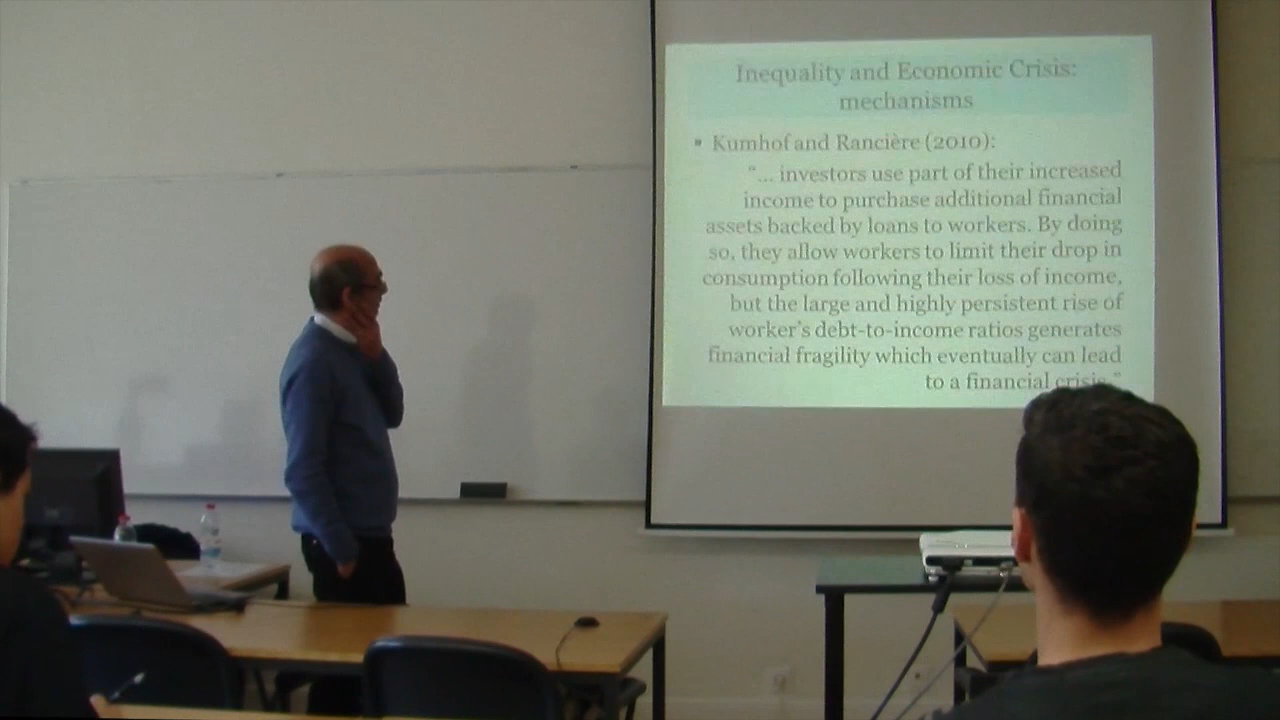 Inequality and Economic Crisis:
mechanisms
▪ Kumhof and Rancière (2010):
"... investors use part of their increased
income to purchase additional financial
assets backed by loans to workers. By doing
so, they allow workers to limit their drop in
consumption following their loss of income,
but the large and highly persistent rise of
worker's debt-to-income ratios generates
financial fragility which eventually can lead
to a financial crisis."